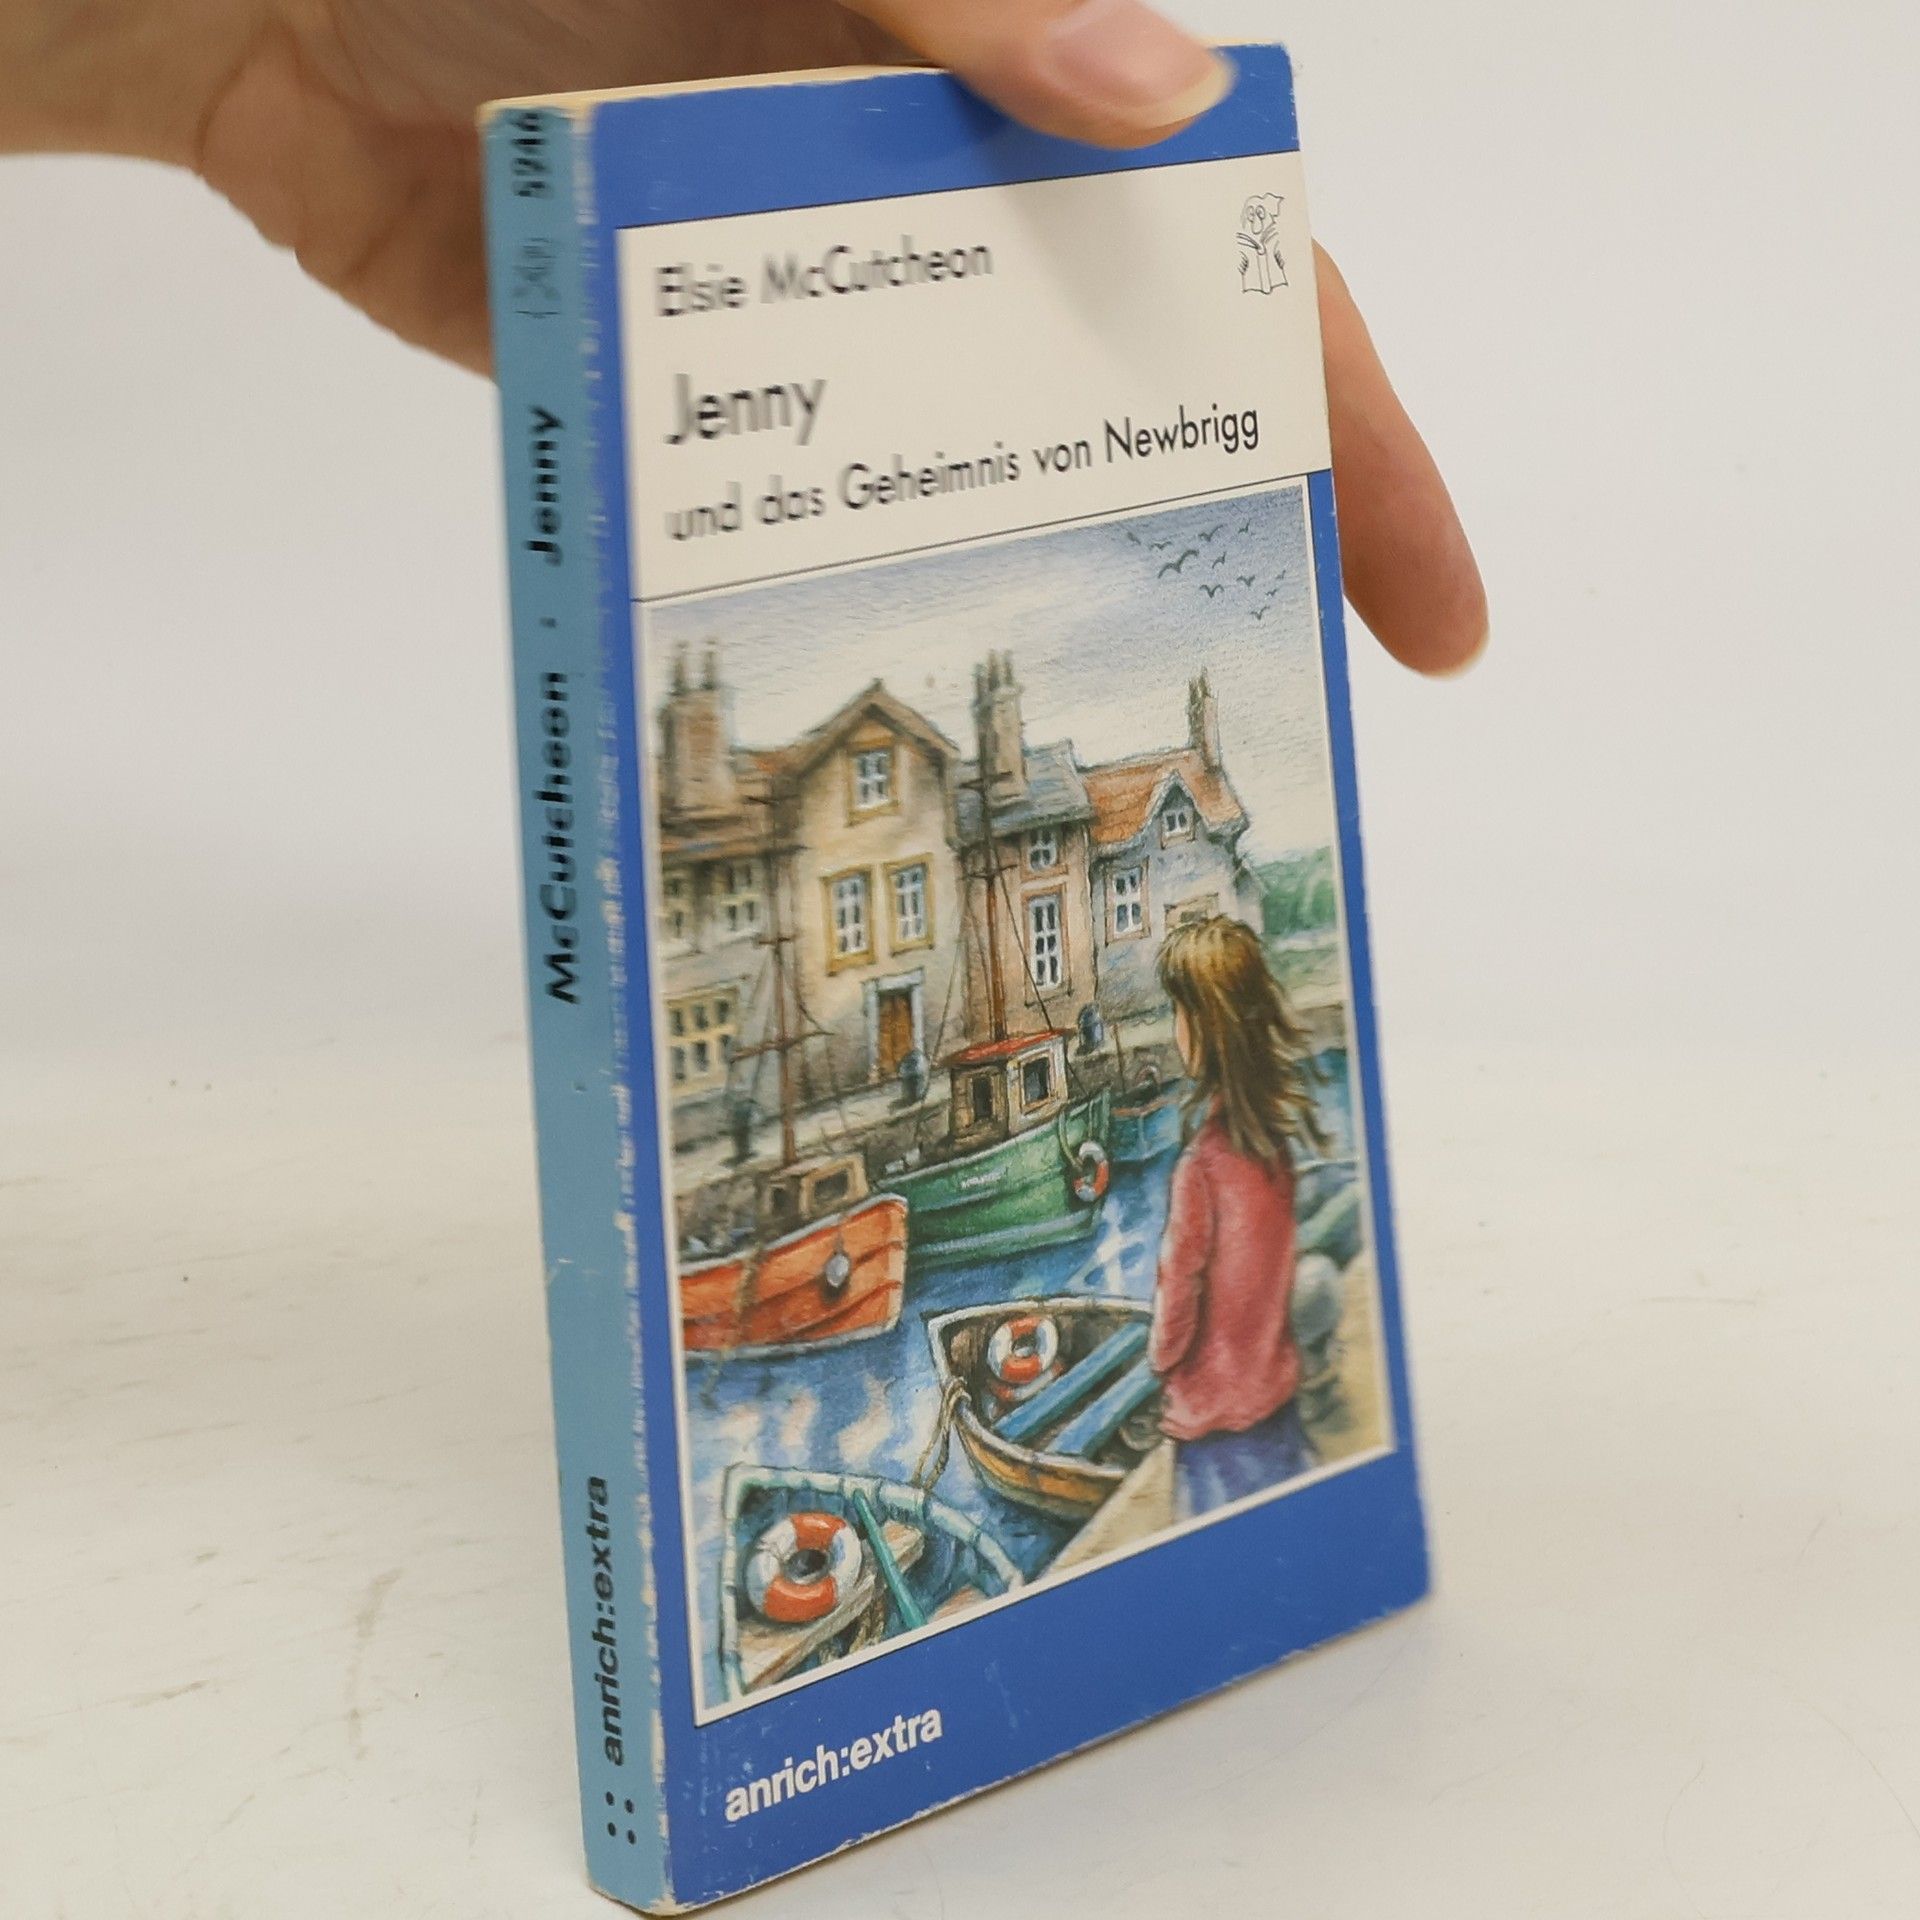 Elsie McCutcheon
Jenny
und das Geheimnis von Newbrigg
anrich:extra
anrich:extra McCutcheon · Jenny